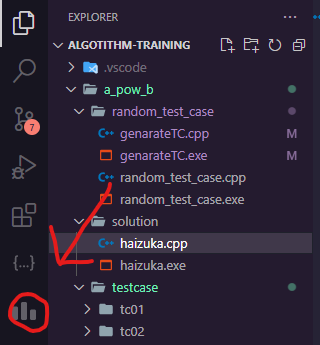 EXPLORER
ALGOTITHM-TRAINING
.vscode
a_pow_b
random_test_case
genarateTC.cpp M
genarateTC.exe M
random_test_case.cpp
random_test_case.exe
solution
haizuka.cpp
haizuka.exe
testcase
tc01
tc02
7
{...}